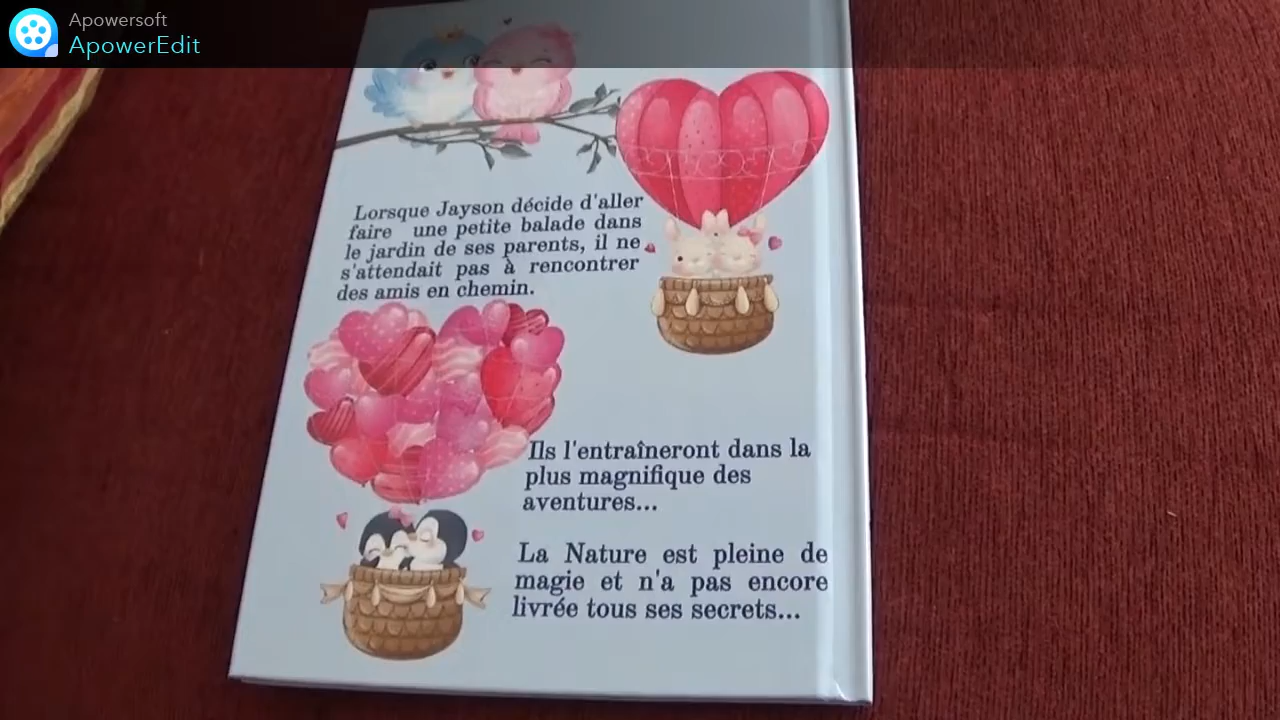 Apowersoft
ApowerEdit
Lorsque Jayson décide d'aller
faire une petite balade dans
le jardin de ses parents, il ne
s'attendait pas à rencontrer
des amis en chemin.
Ils l'entraîneront dans la
plus magnifique des
aventures...
La Nature est pleine de
magie et n'a pas encore
livrée tous ses secrets...